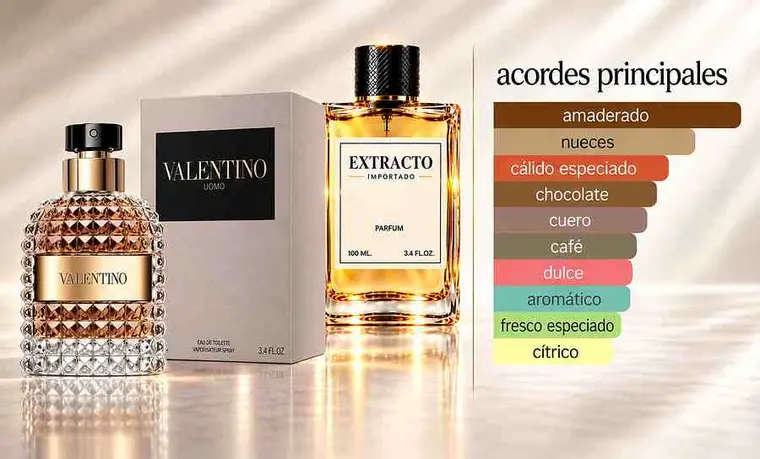 VALENTINO
EAU DE TOILETTE
VAPORISATEUR SPRAY
3.4 FL.OZ
VALENTINO
UOMO
EXTRACTO
IMPORTADO
PARFUM
100 ML. 3.4 FL.OZ.
acordes principales
amaderado
nueces
cálido especiado
chocolate
cuero
café
dulce
aromático
fresco especiado
cítrico